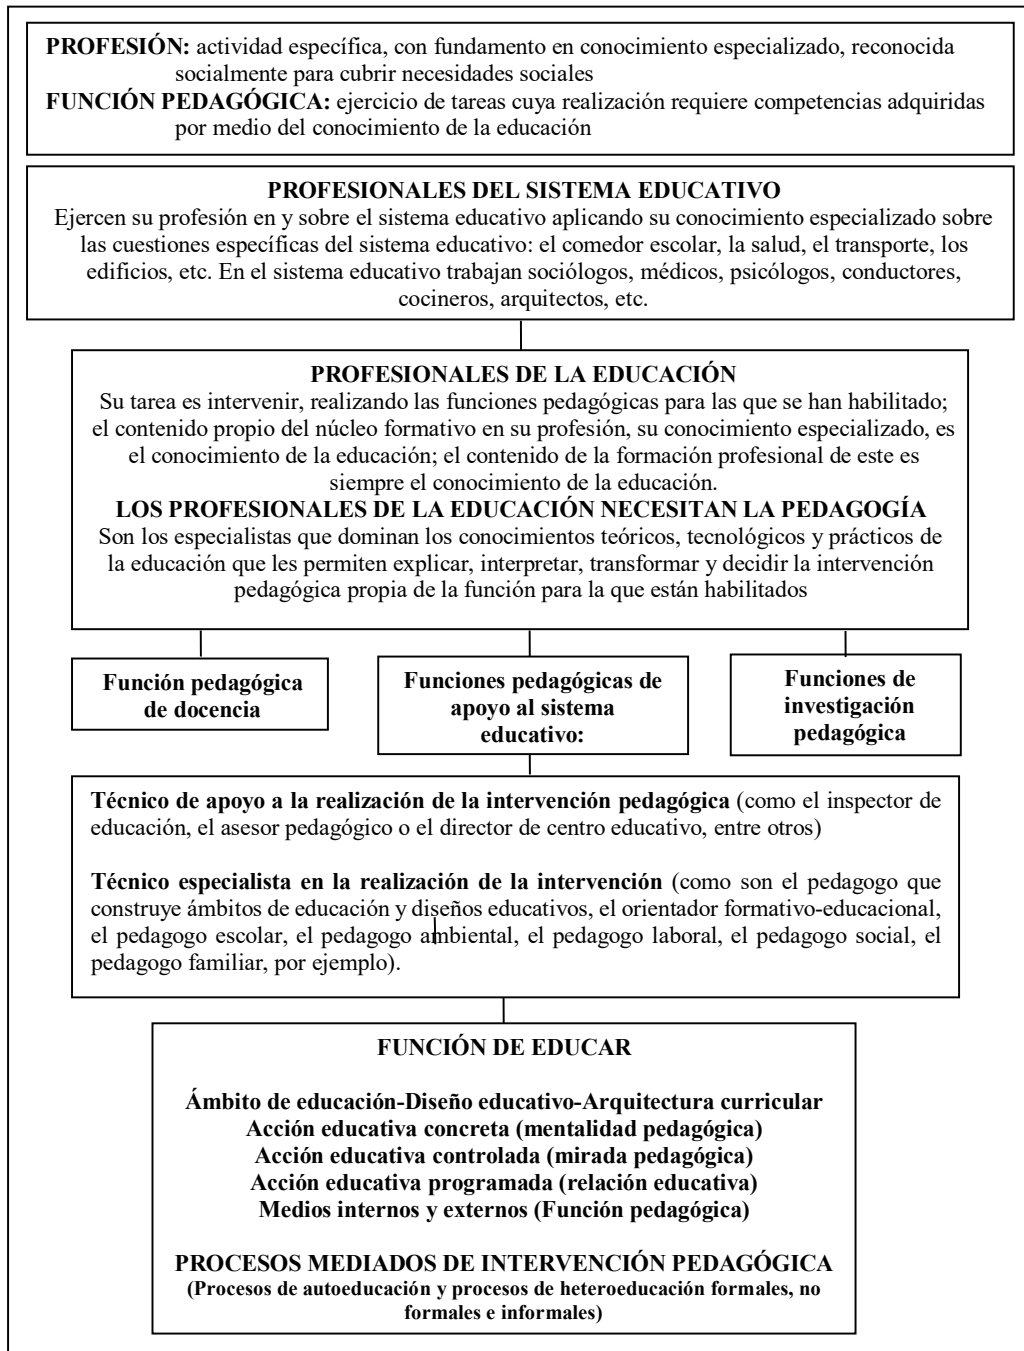 PROFESIÓN: actividad específica, con fundamento en conocimiento especializado, reconocida
socialmente para cubrir necesidades sociales
FUNCIÓN PEDAGÓGICA: ejercicio de tareas cuya realización requiere competencias adquiridas
por medio del conocimiento de la educación
PROFESIONALES DEL SISTEMA EDUCATIVO
Ejercen su profesión en y sobre el sistema educativo aplicando su conocimiento especializado sobre
las cuestiones específicas del sistema educativo: el comedor escolar, la salud, el transporte, los
edificios, etc. En el sistema educativo trabajan sociólogos, médicos, psicólogos, conductores,
cocineros, arquitectos, etc.
PROFESIONALES DE LA EDUCACIÓN
Su tarea es intervenir, realizando las funciones pedagógicas para las que se han habilitado;
el contenido propio del núcleo formativo en su profesión, su conocimiento especializado, es
el conocimiento de la educación; el contenido de la formación profesional de este es
siempre el conocimiento de la educación.
LOS PROFESIONALES DE LA EDUCACIÓN NECESITAN LA PEDAGOGÍA
Son los especialistas que dominan los conocimientos teóricos, tecnológicos y prácticos de
la educación que les permiten explicar, interpretar, transformar y decidir la intervención
pedagógica propia de la función para la que están habilitados
Función pedagógica
de docencia
Funciones pedagógicas de
apoyo al sistema
educativo:
Funciones de
investigación
pedagógica
Técnico de apoyo a la realización de la intervención pedagógica (como el inspector de
educación, el asesor pedagógico o el director de centro educativo, entre otros)
Técnico especialista en la realización de la intervención (como son el pedagogo que
construye ámbitos de educación y diseños educativos, el orientador formativo-educacional,
el pedagogo escolar, el pedagogo ambiental, el pedagogo laboral, el pedagogo social, el
pedagogo familiar, por ejemplo).
FUNCIÓN DE EDUCAR
Ámbito de educación-Diseño educativo-Arquitectura curricular
Acción educativa concreta (mentalidad pedagógica)
Acción educativa controlada (mirada pedagógica)
Acción educativa programada (relación educativa)
Medios internos y externos (Función pedagógica)
PROCESOS MEDIADOS DE INTERVENCIÓN PEDAGÓGICA
(Procesos de autoeducación y procesos de heteroeducación formales, no
formales e informales)